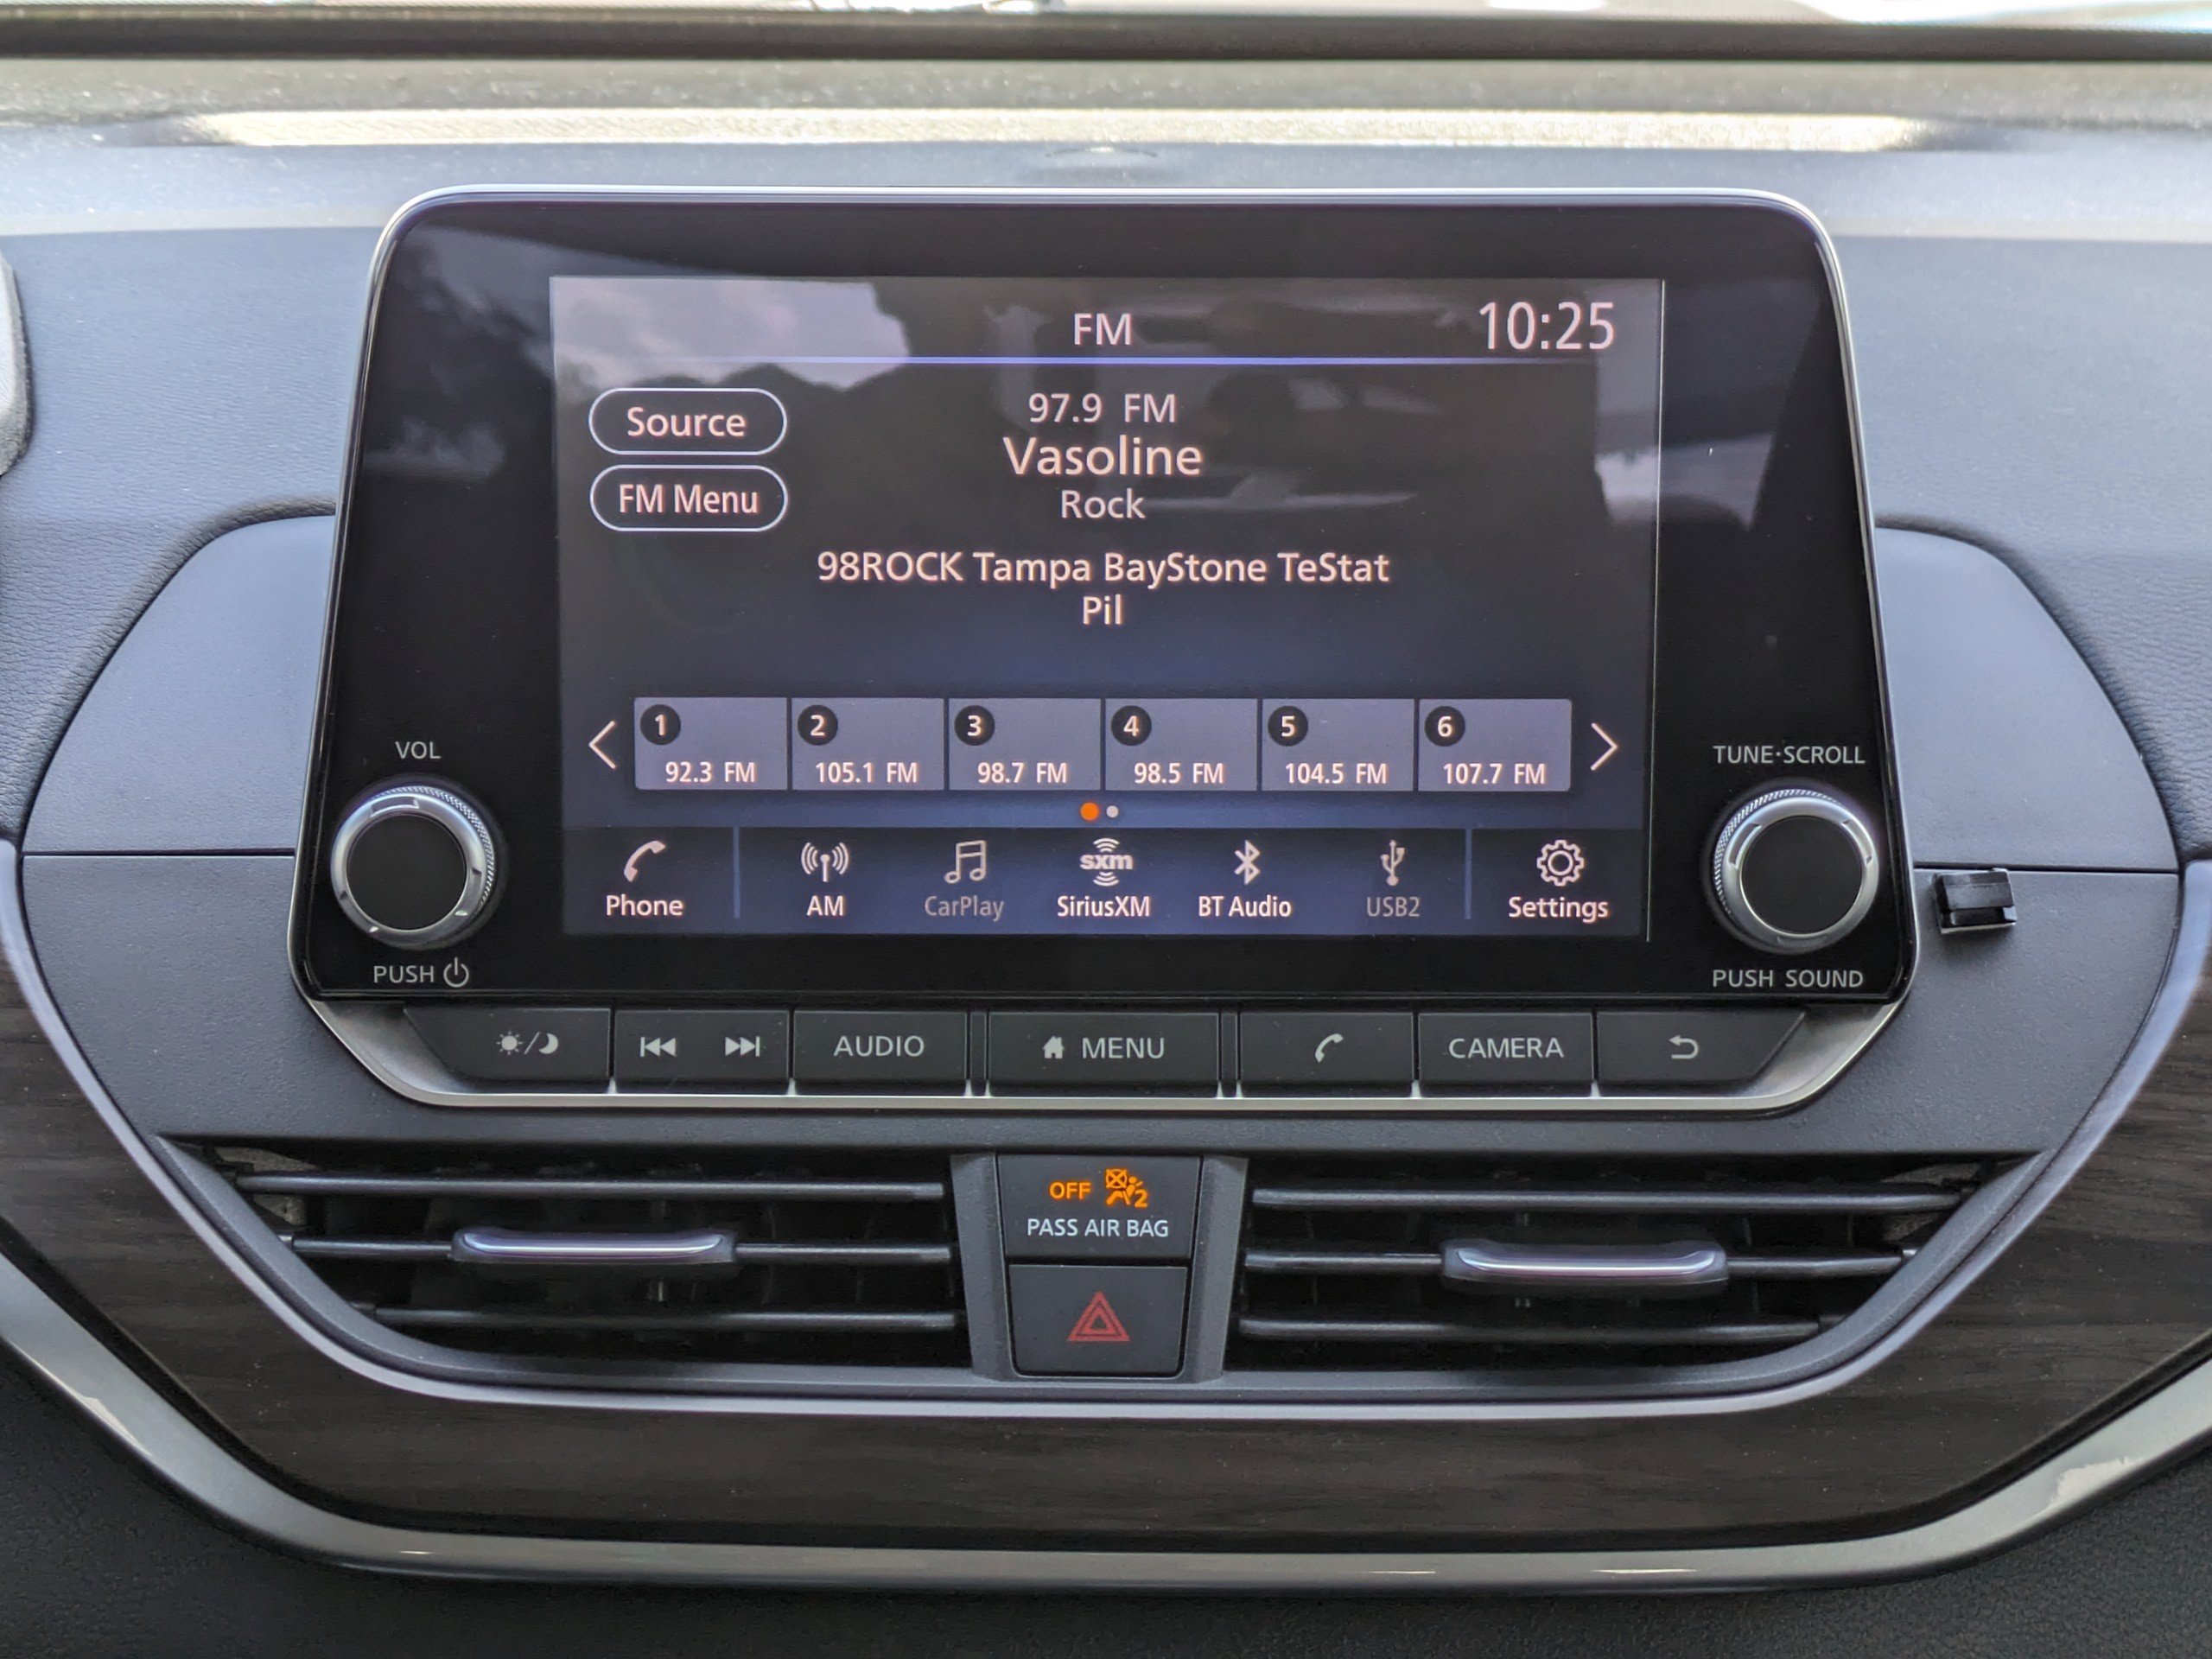 FM
10:25
Source
97.9 FM
Vasoline
FM Menu
Rock
98ROCK Tampa BayStone TeStat
Pil
1
2
3
4
5
6
92.3 FM
105.1 FM
98.7 FM
98.5 FM
104.5 FM
107.7 FM
VOL
TUNE·SCROLL
sxm
Phone
AM
CarPlay
SiriusXM
BT Audio
USB2
Settings
PUSH
PUSH SOUND
AUDIO
MENU
CAMERA
OFF 2
PASS AIR BAG